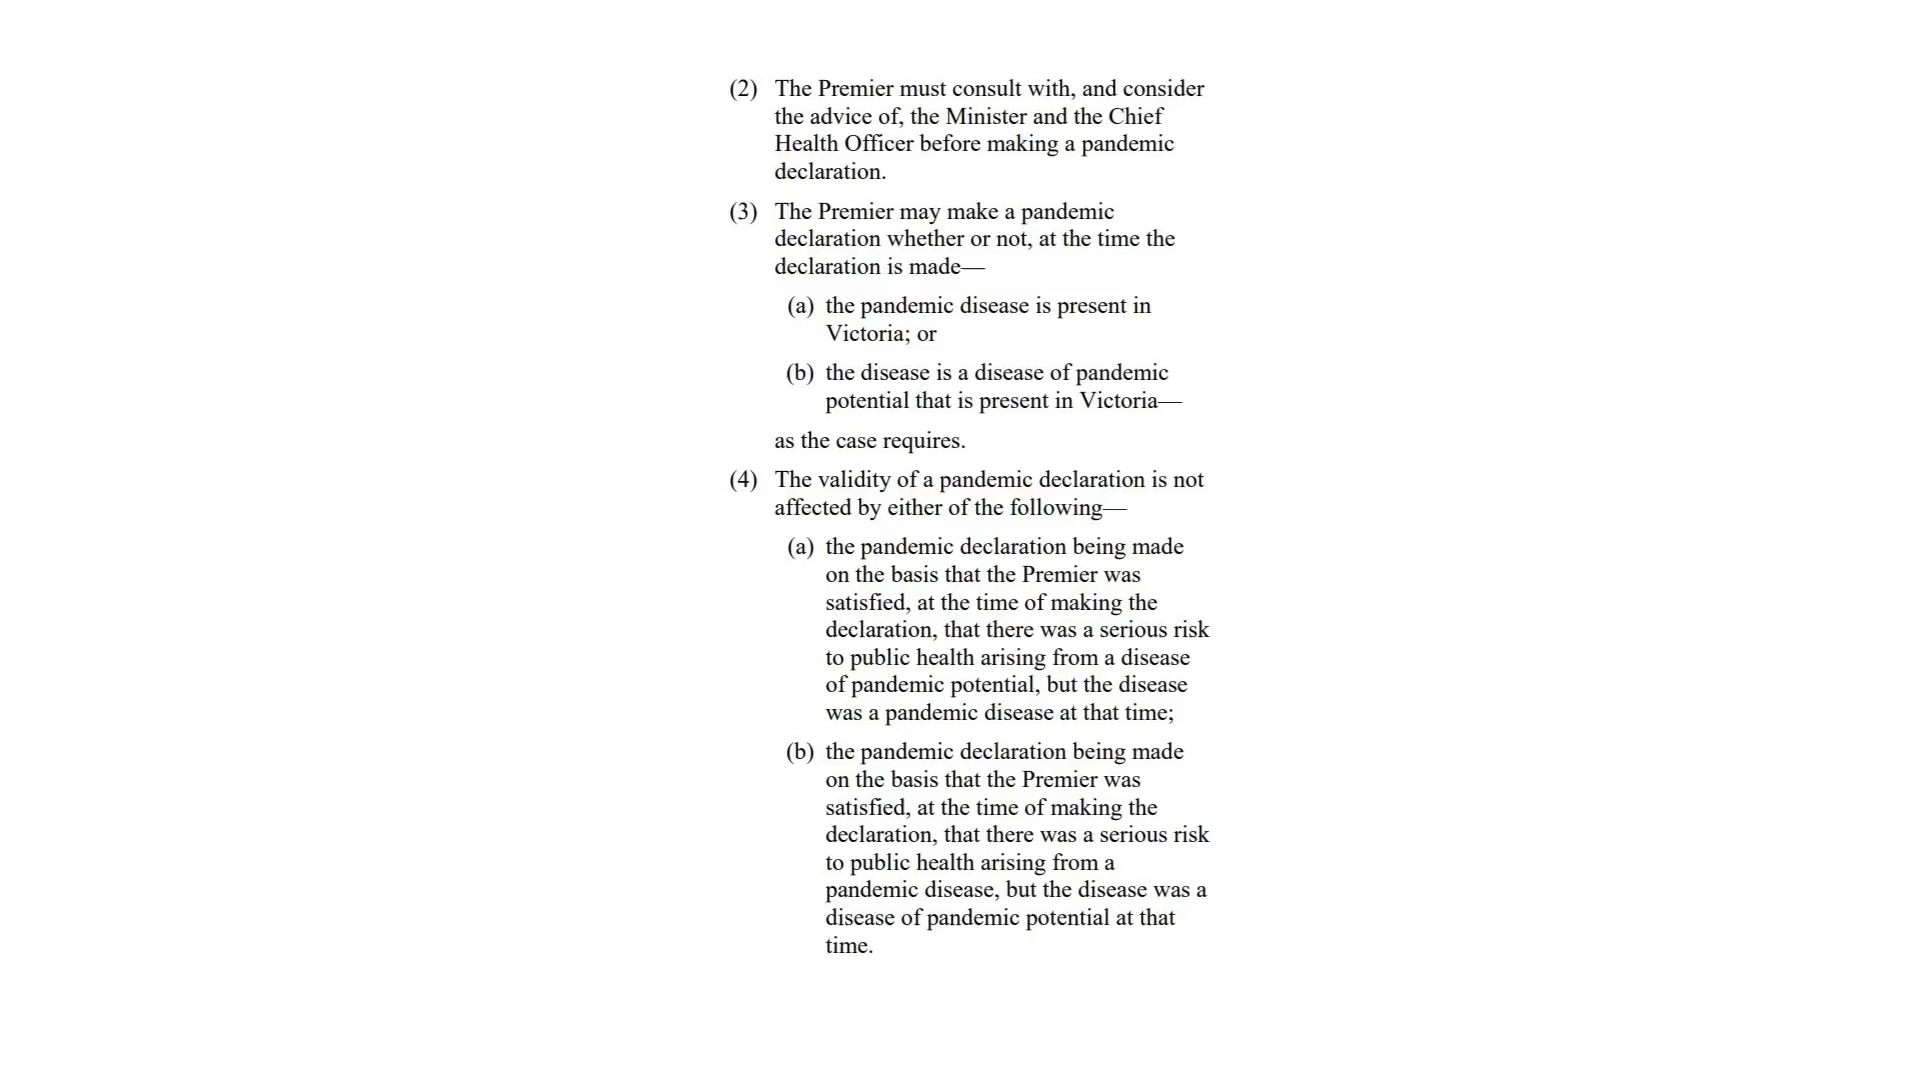 (2) The Premier must consult with, and consider
the advice of, the Minister and the Chief
Health Officer before making a pandemic
declaration.
(3) The Premier may make a pandemic
declaration whether or not, at the time the
declaration is made—
(a) the pandemic disease is present in
Victoria; or
(b) the disease is a disease of pandemic
potential that is present in Victoria—
as the case requires.
(4) The validity of a pandemic declaration is not
affected by either of the following—
(a) the pandemic declaration being made
on the basis that the Premier was
satisfied, at the time of making the
declaration, that there was a serious risk
to public health arising from a disease
of pandemic potential, but the disease
was a pandemic disease at that time;
(b) the pandemic declaration being made
on the basis that the Premier was
satisfied, at the time of making the
declaration, that there was a serious risk
to public health arising from a
pandemic disease, but the disease was a
disease of pandemic potential at that
time.